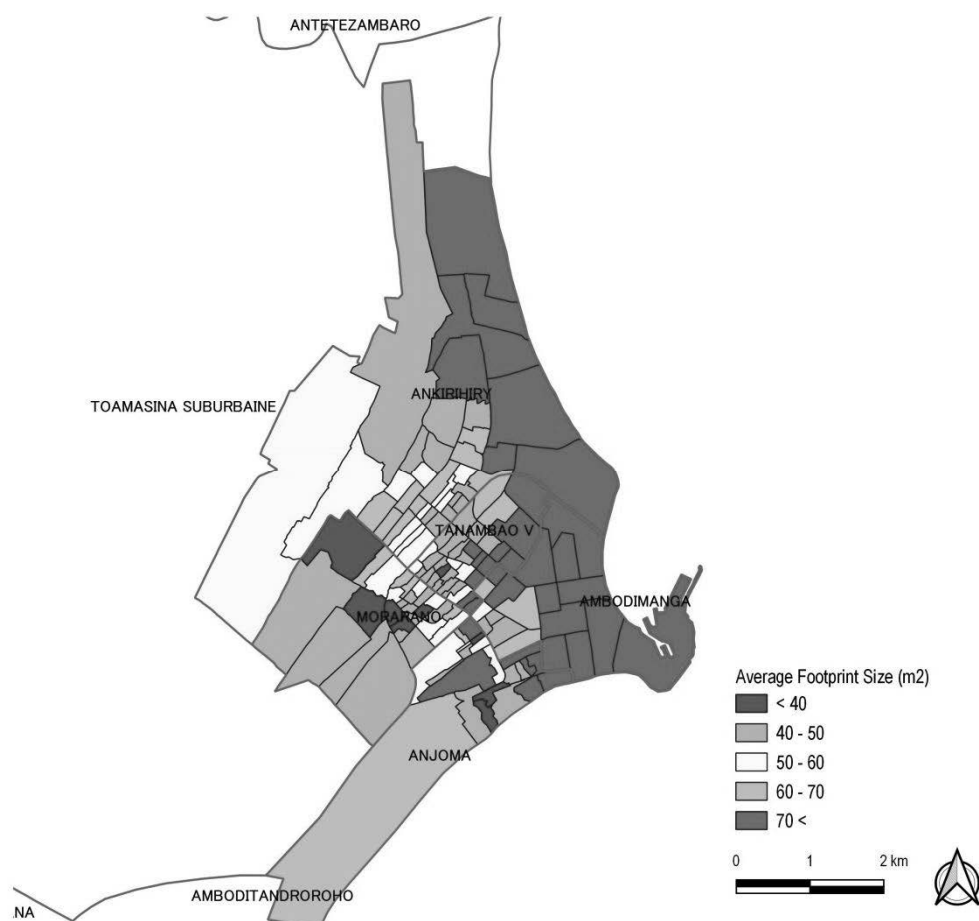 ANTETEZAMBARO
ANKIRIHIRY
TOAMASINA SUBURBAINE
TANAMBAO V
AMBODIMANGA
MORARANO
ANJOMA
AMBODITANDROROHO
NA
Average Footprint Size (m2)
< 40
40 - 50
50 - 60
60 - 70
70 <
0 1 2 km